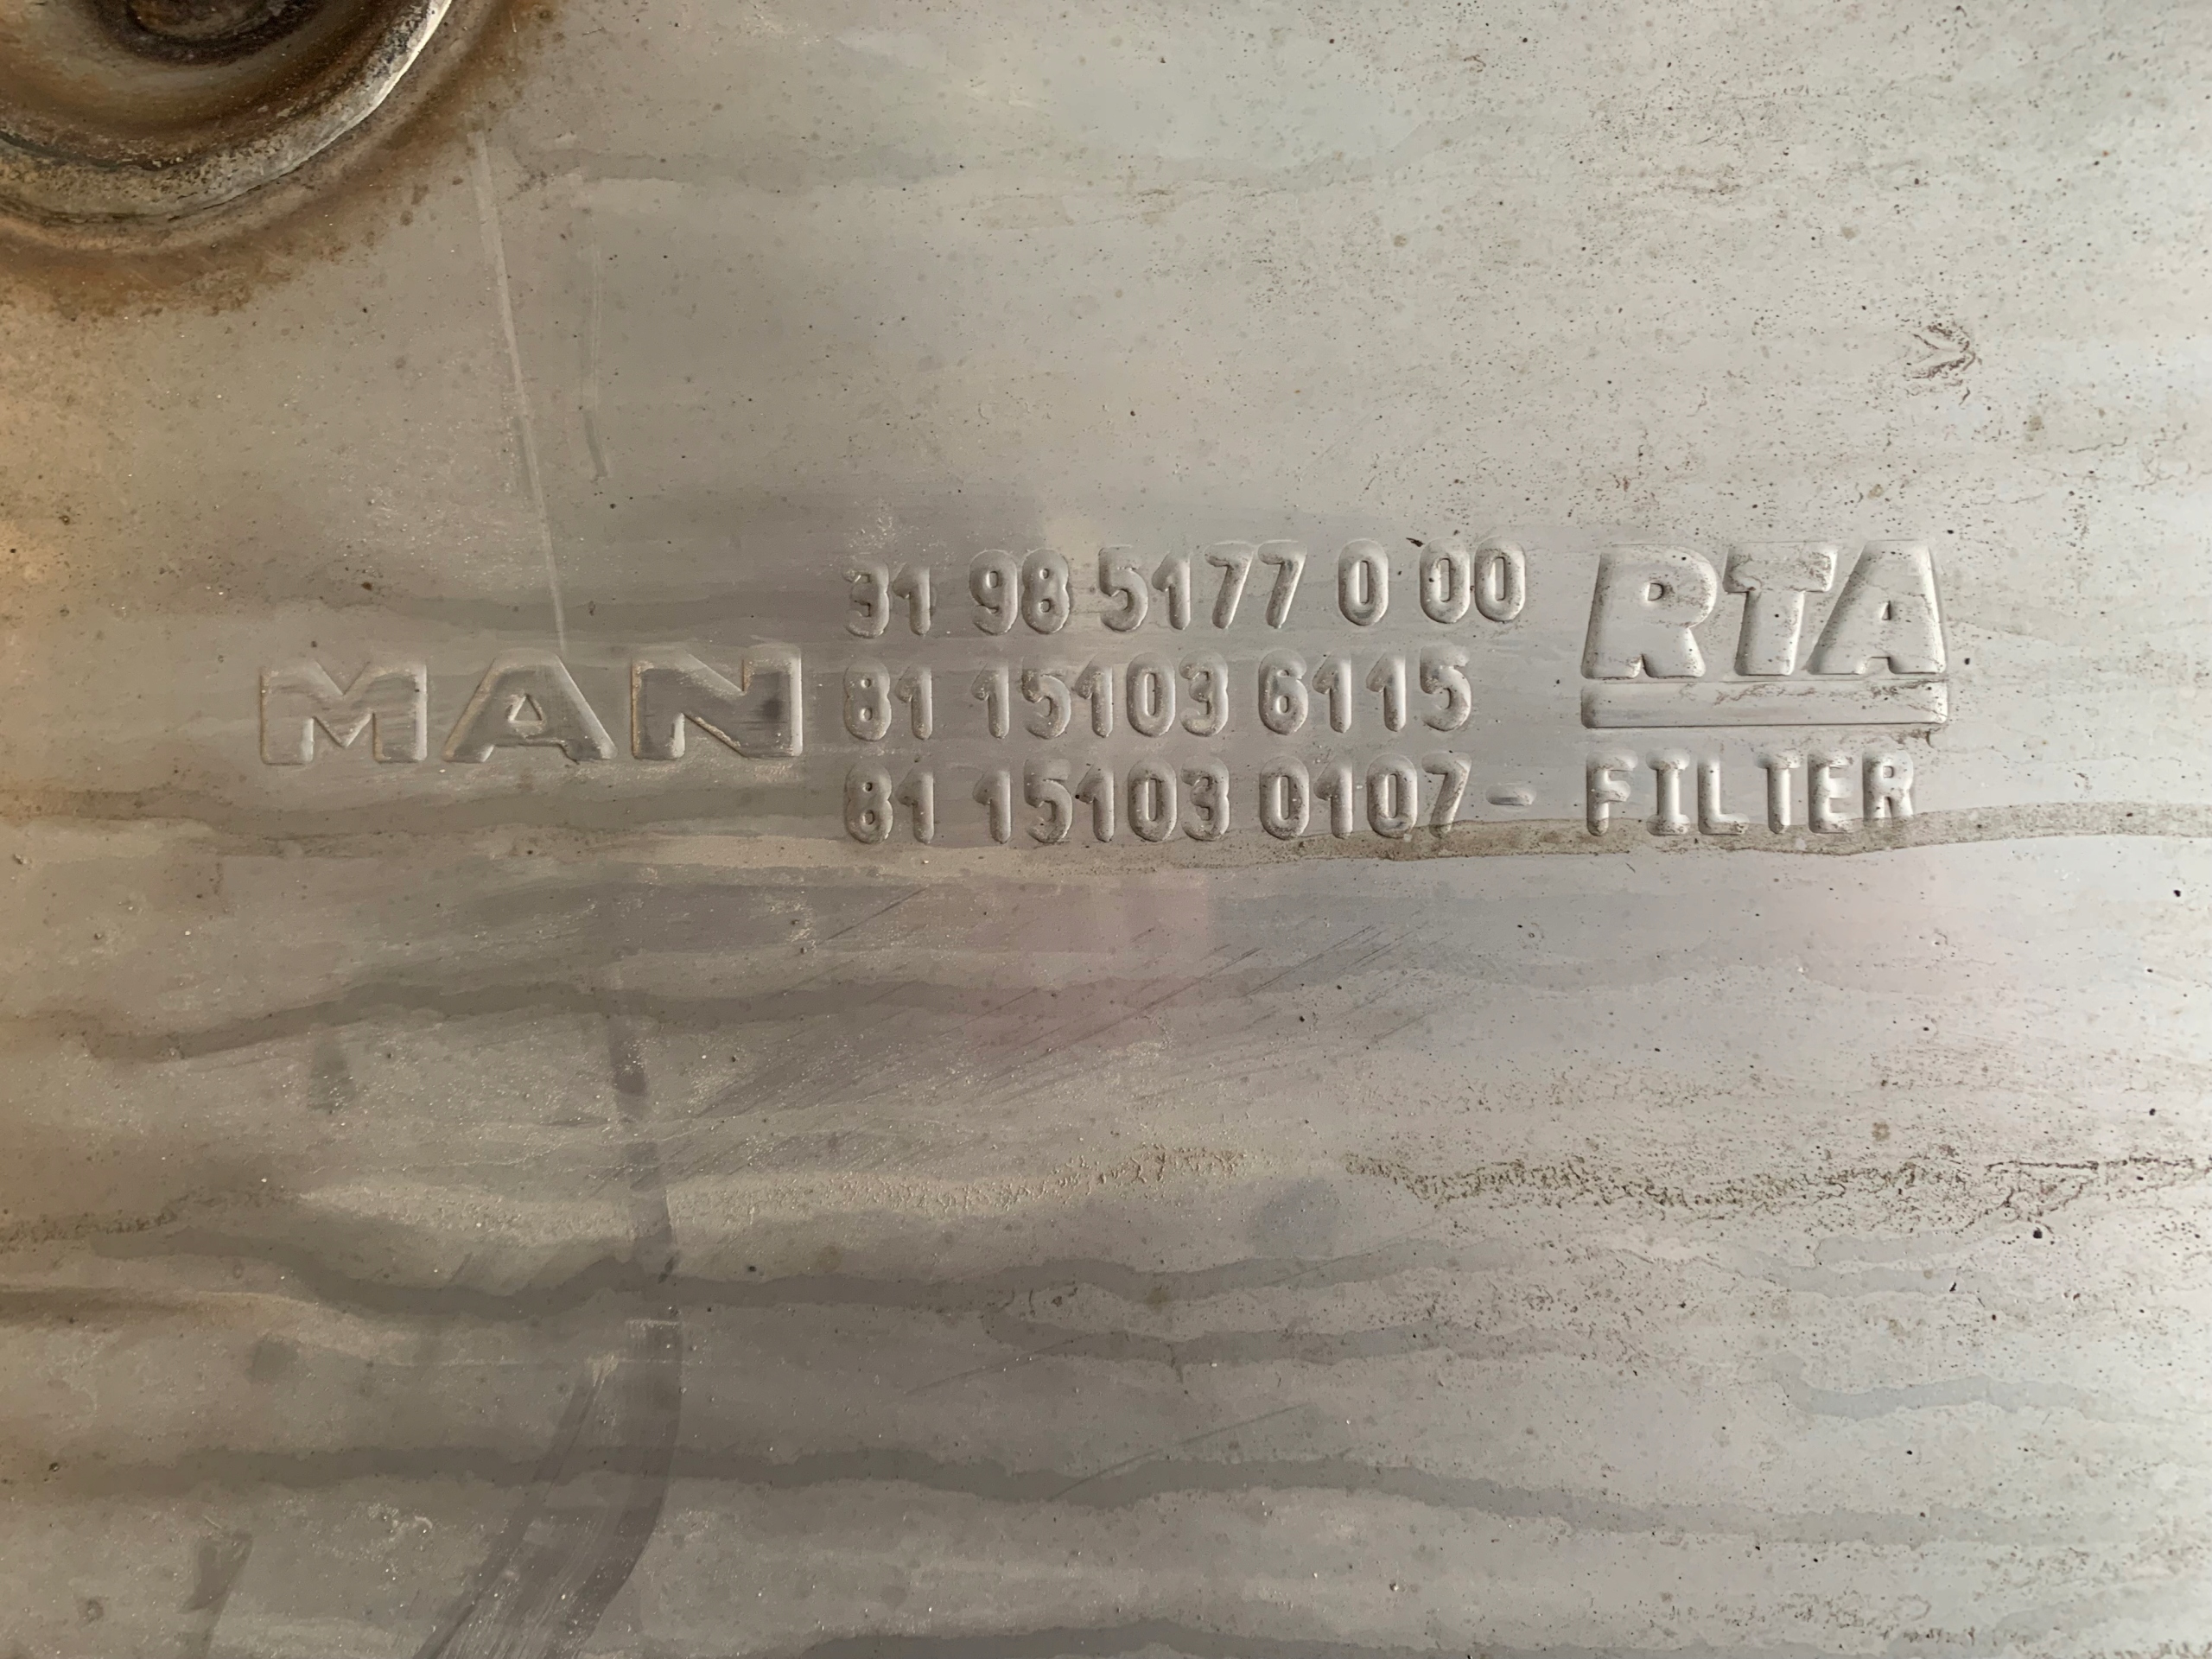 31 98 5177 0 00
RTA
MAN
81 15103 6115
81 15103 0107 - FILTER